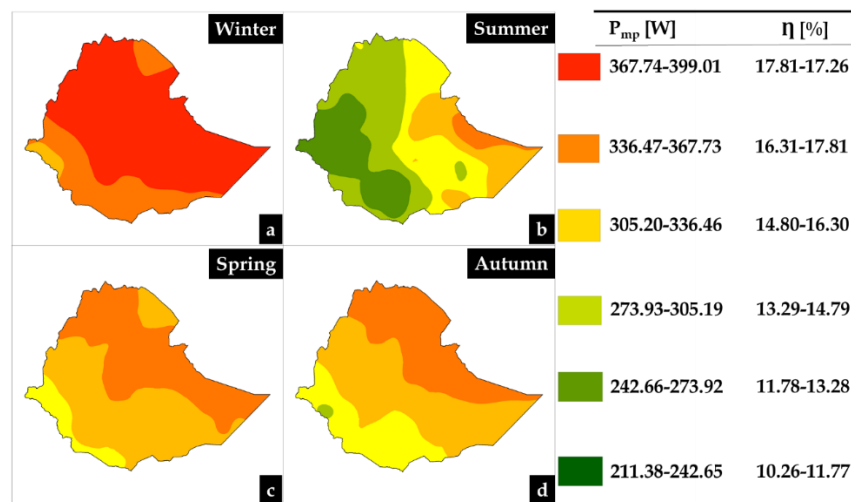 Winter
a
Summer
b
Spring
c
Autumn
d
P_mp [W] η [%]
367.74-399.01 17.81-17.26
336.47-367.73 16.31-17.81
305.20-336.46 14.80-16.30
273.93-305.19 13.29-14.79
242.66-273.92 11.78-13.28
211.38-242.65 10.26-11.77